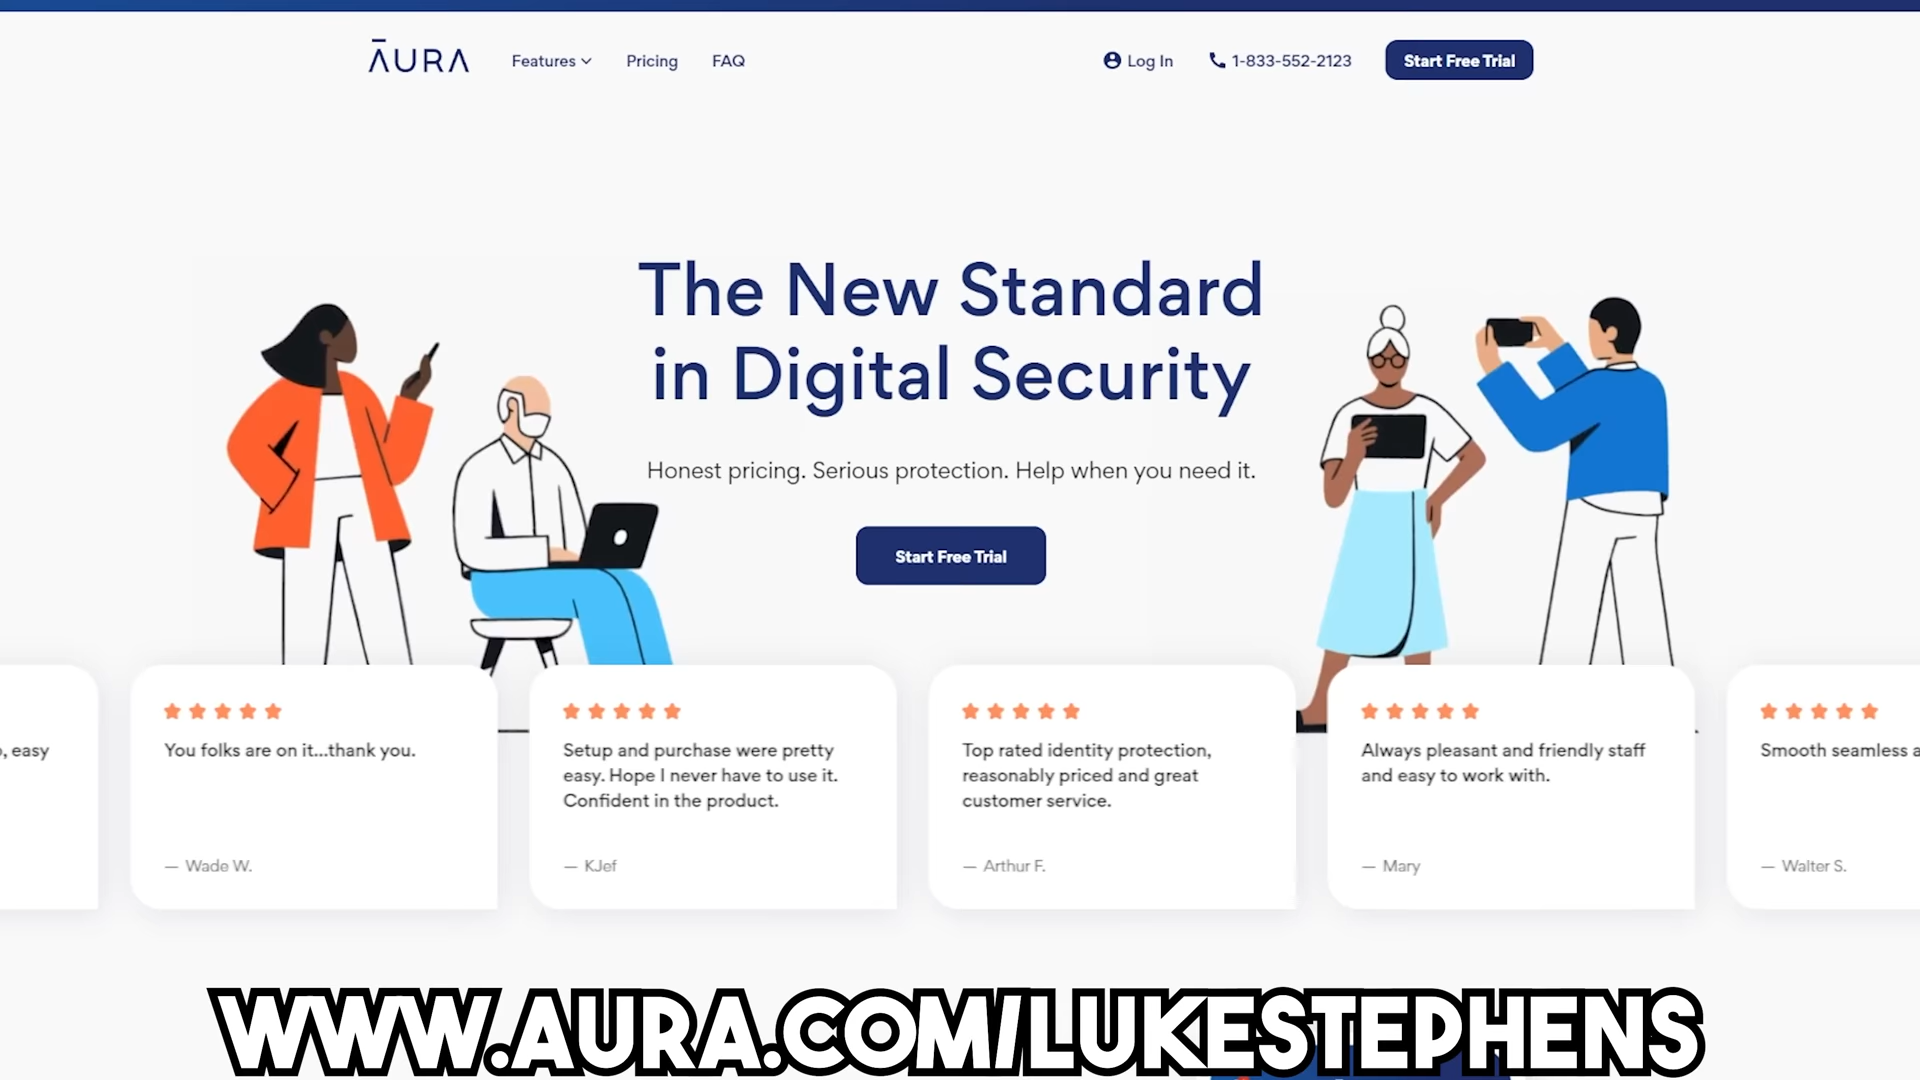 ĀURA
Features
Pricing
FAQ
Log In
1-833-552-2123
Start Free Trial
The New Standard
in Digital Security
Honest pricing. Serious protection. Help when you need it.
Start Free Trial
, easy
You folks are on it...thank you.
— Wade W.
Setup and purchase were pretty
easy. Hope I never have to use it.
Confident in the product.
— KJef
Top rated identity protection,
reasonably priced and great
customer service.
— Arthur F.
Always pleasant and friendly staff
and easy to work with.
— Mary
Smooth seamless
— Walter S.
WWW.AURA.COM/LUKESTEPHENS